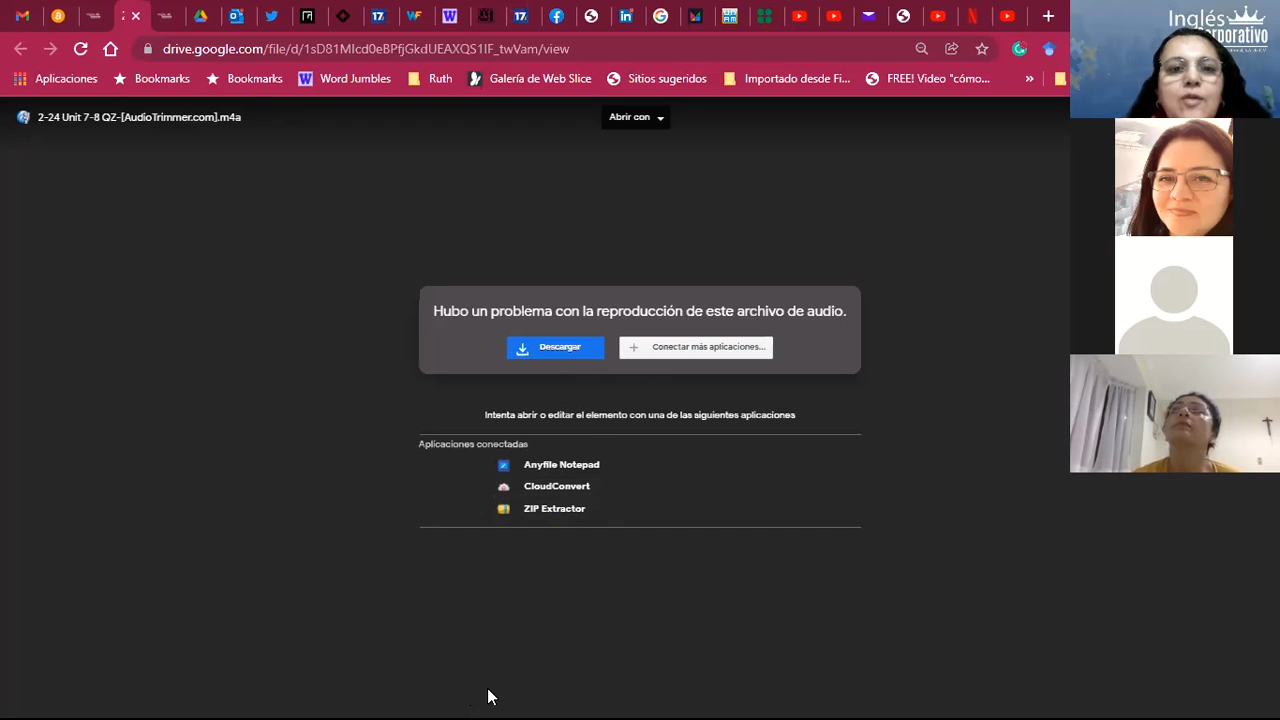 Inglés
Corporativo
drive.google.com/file/d/1sD81MIcd0eBPfjGkdUEAXQS1IF_twVam/view
Aplicaciones
Bookmarks
Bookmarks
Word Jumbles
Ruth
Galería de Web Slice
Sitios sugeridos
Importado desde Fi...
FREE! Video "cómo...
»
2-24 Unit 7-8 QZ-[AudioTrimmer.com].m4a
Abrir con
Hubo un problema con la reproducción de este archivo de audio.
Descargar
+ Conectar más aplicaciones...
Intenta abrir o editar el elemento con una de las siguientes aplicaciones
Aplicaciones conectadas
Anyfile Notepad
CloudConvert
ZIP Extractor